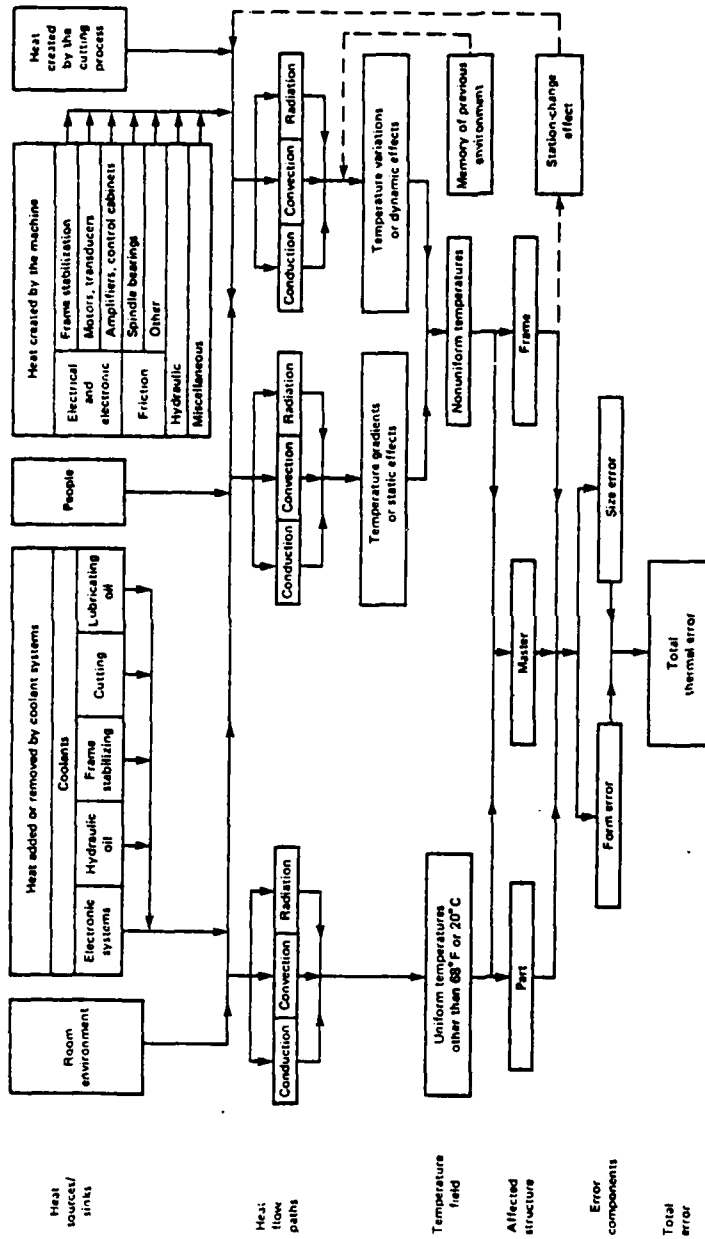 Heat
sources/
sinks
Room
environment
Heat added or removed by coolant systems
Coolants
Electronic
systems
Hydraulic
oil
Frame
stabilizing
Cutting
Lubricating
oil
People
Heat created by the machine
Electrical
and
electronic
Frame stabilization
Motors, transducers
Amplifiers, control cabinets
Friction
Spindle bearings
Other
Hydraulic
Miscellaneous
Heat
created
by the
cutting
process
Heat
flow
paths
Conduction
Convection
Radiation
Conduction
Convection
Radiation
Conduction
Convection
Radiation
Temperature
field
Uniform temperatures
other than 68°F or 20°C
Temperature gradients
or static effects
Temperature variations
or dynamic effects
Nonuniform temperatures
Memory of previous
environment
Affected
structure
Part
Master
Frame
Station-change
effect
Error
components
Form error
Size error
Total
error
Total
thermal error